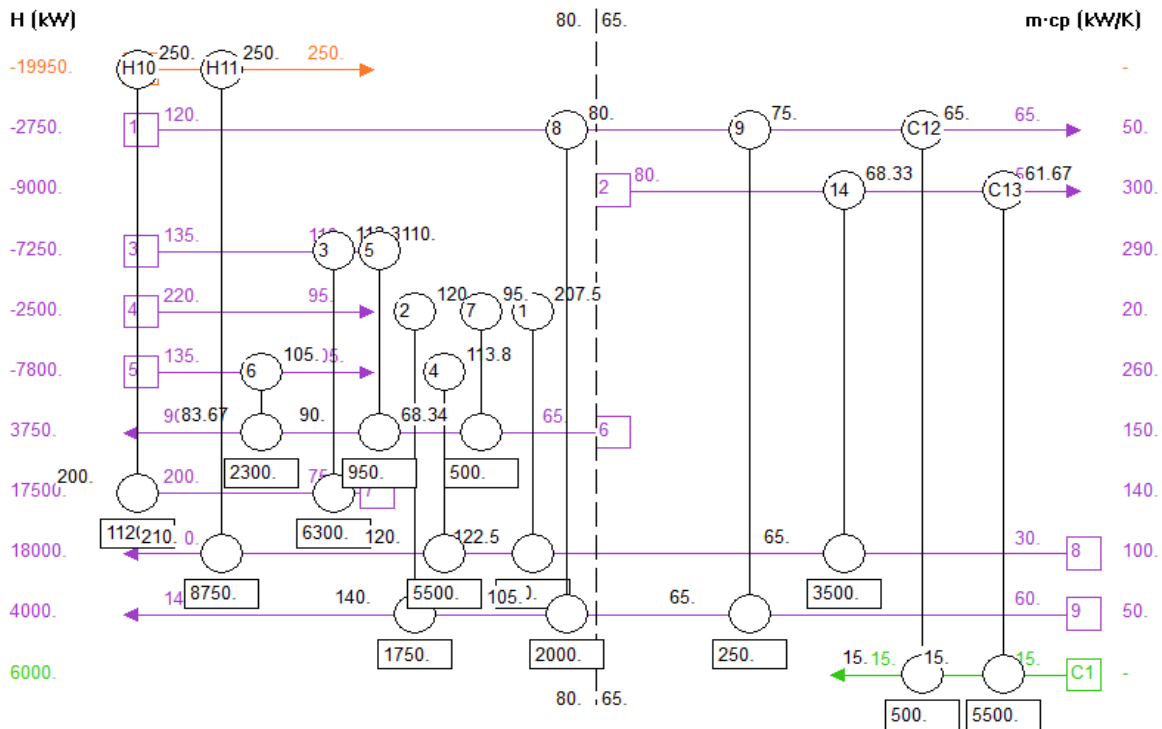 H (kW) 80. 65. m·cp (kW/K)
-19950. H10 250. H11 250. 250. -
-2750. 1 120. 8 80. 9 75. C12 65. 65. 50.
-9000. 2 80. 14 68.33 C13 61.67 300.
-7250. 3 135. 3 5 110. 290.
-2500. 4 220. 95. 2 120. 7 95. 1 207.5 20.
-7800. 5 135. 6 105. 4 113.8 260.
3750. 83.67 90. 68.34 65. 6 150.
2300. 950. 500.
200. 17500. 200. 140.
210. 6300. 120. 122.5 65. 30.
18000. 8 100.
8750. 5500. 3500.
4000. 140. 105. 65. 60. 9 50.
1750. 2000. 250.
6000. 15. 15. 15. 15. C1 -
80. 65. 500. 5500.